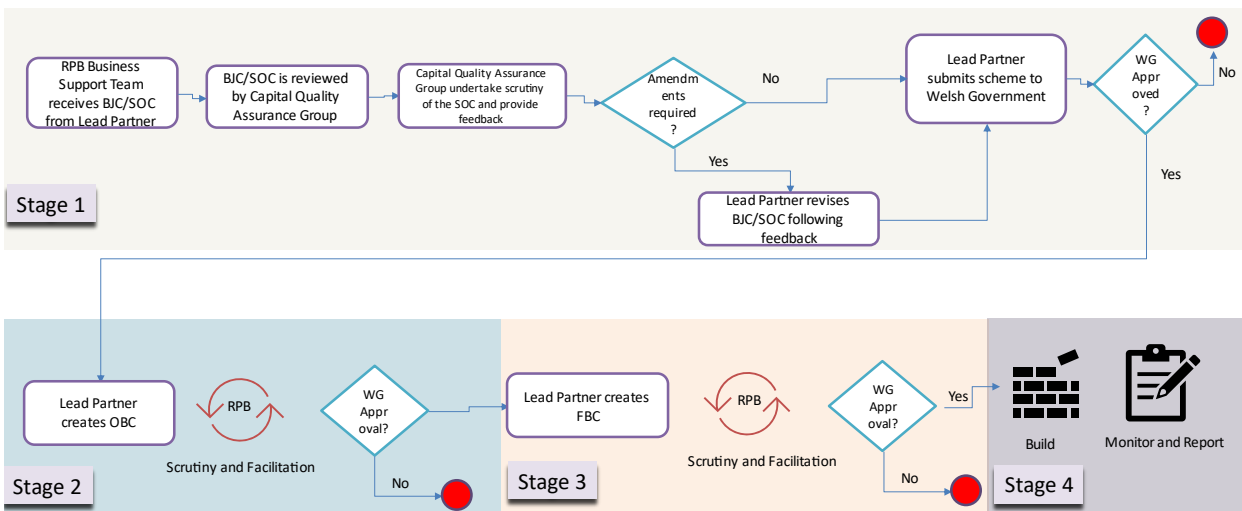 RPB Business
Support Team
receives BJC/SOC
from Lead Partner
BJC/SOC is reviewed
by Capital Quality
Assurance Group
Capital Quality Assurance
Group undertake scrutiny
of the SOC and provide
feedback
Amendm
ents
required
?
No
Yes
Lead Partner revises
BJC/SOC following
feedback
Lead Partner
submits scheme to
Welsh Government
WG
Appr
oved
?
No
Yes
Stage 1
Lead Partner
creates OBC
RPB
Scrutiny and Facilitation
WG
Appr
oval?
No
Stage 2
Lead Partner creates
FBC
RPB
Scrutiny and Facilitation
WG
Appr
oval?
Yes
No
Stage 3
Build
Monitor and Report
Stage 4